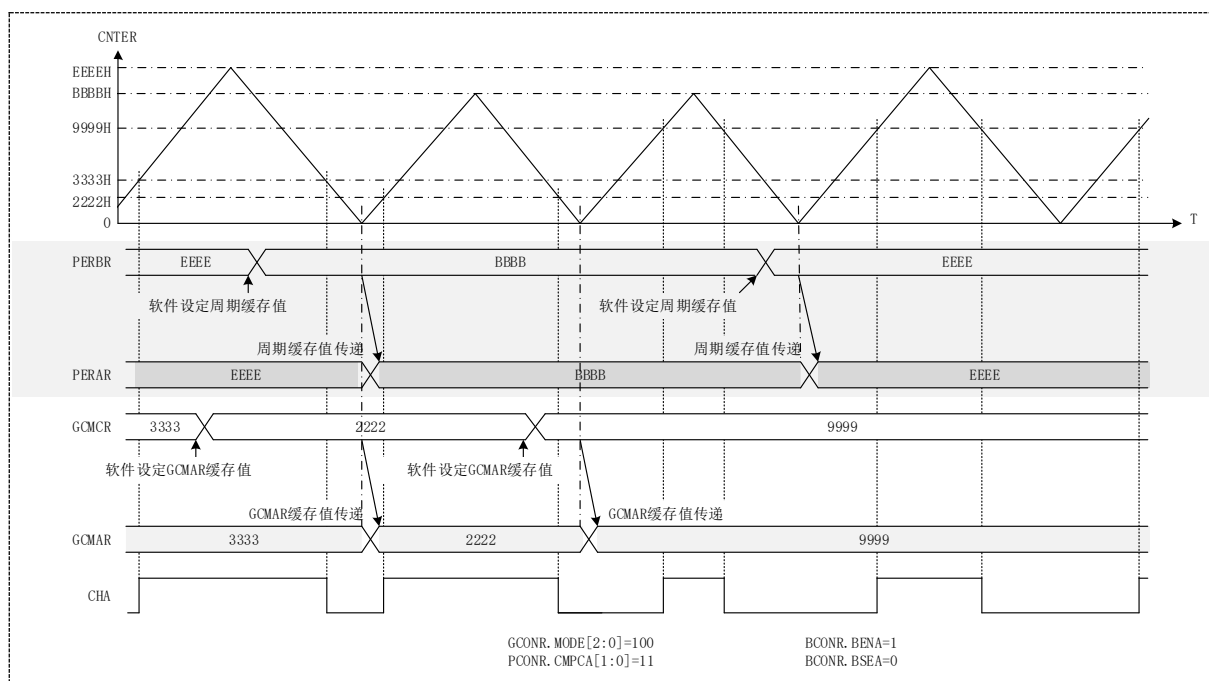 CNTER
EEEEH
BBBBH
9999H
3333H
2222H
0
T
PERBR EEEE BBBB EEEE
软件设定周期缓存值 软件设定周期缓存值
周期缓存值传递 周期缓存值传递
PERAR EEEE BBBB EEEE
GCMCR 3333 2222 9999
软件设定GCMAR缓存值 软件设定GCMAR缓存值
GCMAR缓存值传递 GCMAR缓存值传递
GCMAR 3333 2222 9999
CHA
GCONR.MODE[2:0]=100 BCONR.BENA=1
PCONR.CMPCA[1:0]=11 BCONR.BSEA=0